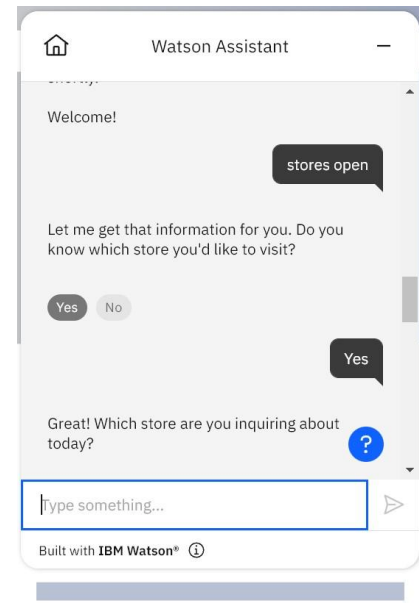 Watson Assistant
Welcome!
stores open
Let me get that information for you. Do you
know which store you'd like to visit?
Yes No
Yes
Great! Which store are you inquiring about
today?
?
Type something...
Built with IBM Watson®